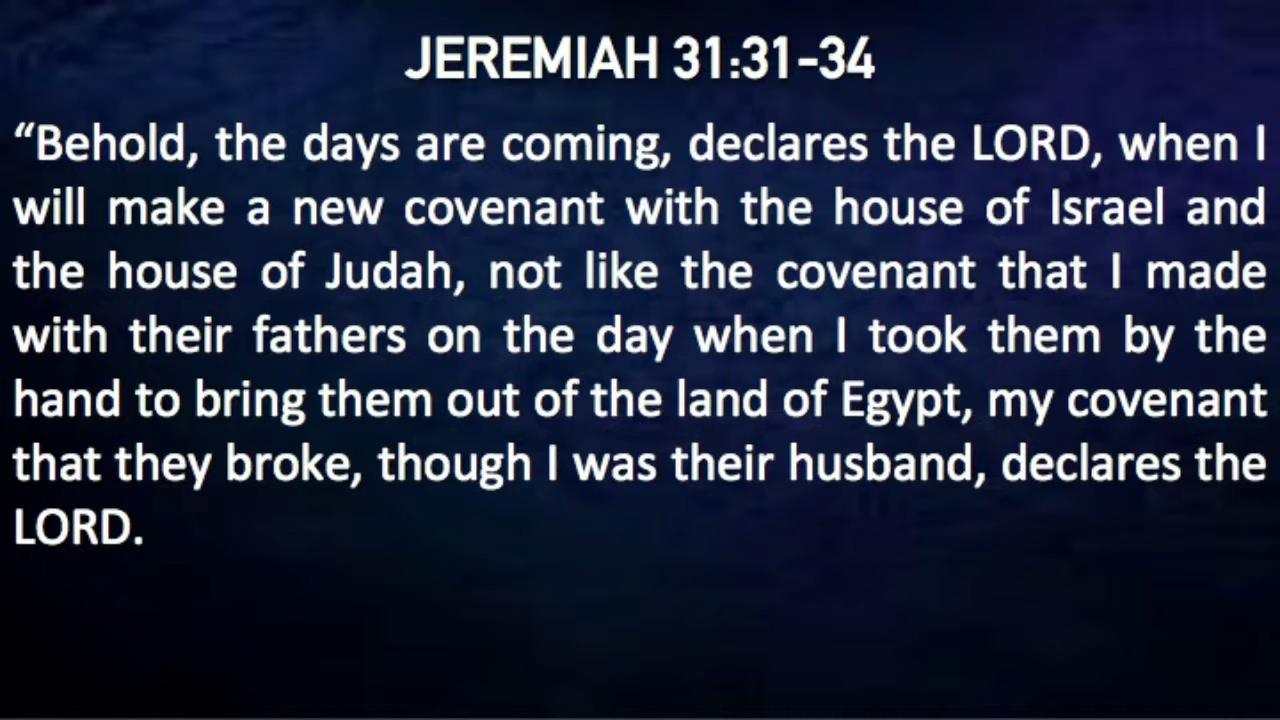 JEREMIAH 31:31-34
“Behold, the days are coming, declares the LORD, when I
will make a new covenant with the house of Israel and
the house of Judah, not like the covenant that I made
with their fathers on the day when I took them by the
hand to bring them out of the land of Egypt, my covenant
that they broke, though I was their husband, declares the
LORD.